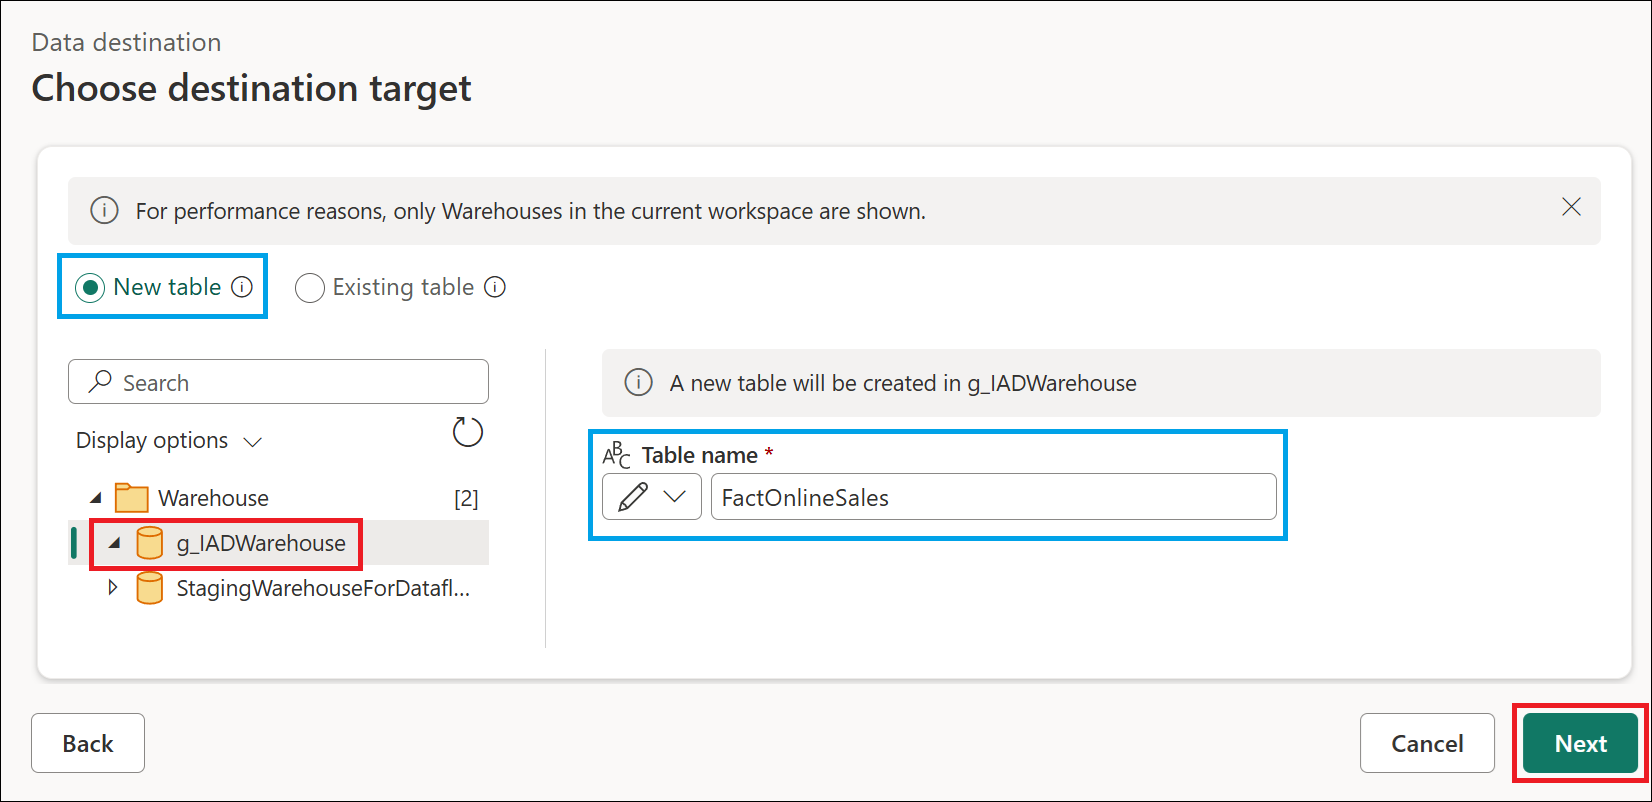 Data destination
Choose destination target
For performance reasons, only Warehouses in the current workspace are shown.
New table
Existing table
Search
A new table will be created in g_IADWarehouse
Display options
ABC Table name *
FactOnlineSales
Warehouse [2]
g_IADWarehouse
StagingWarehouseForDatafl...
Back
Cancel
Next